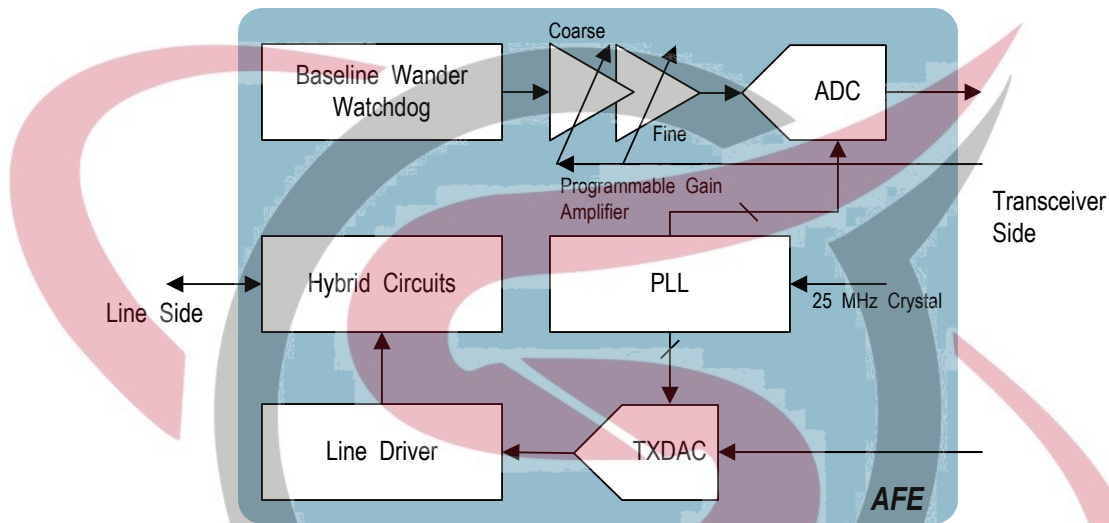 Coarse
Baseline Wander
Watchdog
ADC
Fine
Programmable Gain
Amplifier
Transceiver
Side
Hybrid Circuits
PLL
25 MHz Crystal
Line Side
Line Driver
TXDAC
AFE